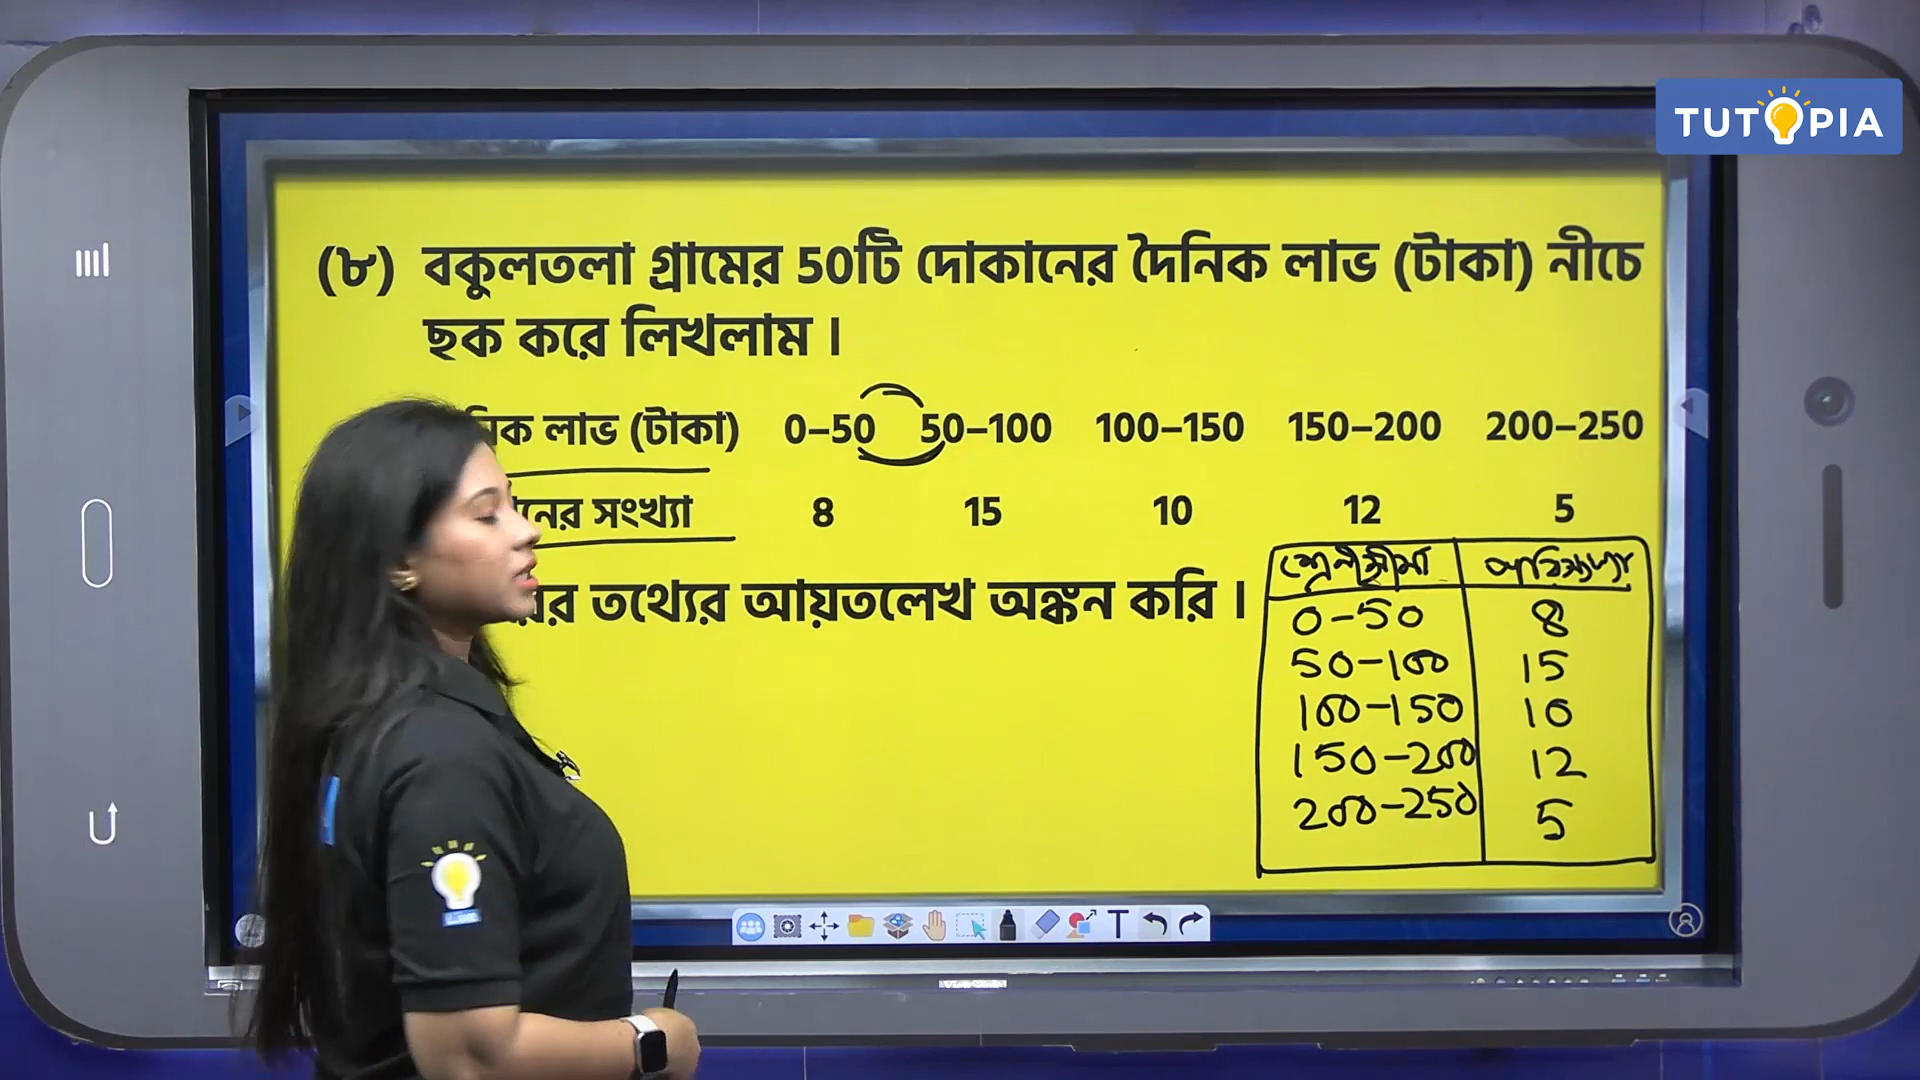 TUTOPIA
(৮) বকুলতলা গ্রামের 50টি দোকানের দৈনিক লাভ (টাকা) নীচে
ছক করে লিখলাম ।
লাভ (টাকা) 0–50 50–100 100–150 150–200 200–250
সংখ্যা 8 15 10 12 5
তথ্যের আয়তলেখ অঙ্কন করি ।
শ্রেণীসীমা পরিসংখ্যা
0-50 8
50-100 15
100-150 10
150-200 12
200-250 5